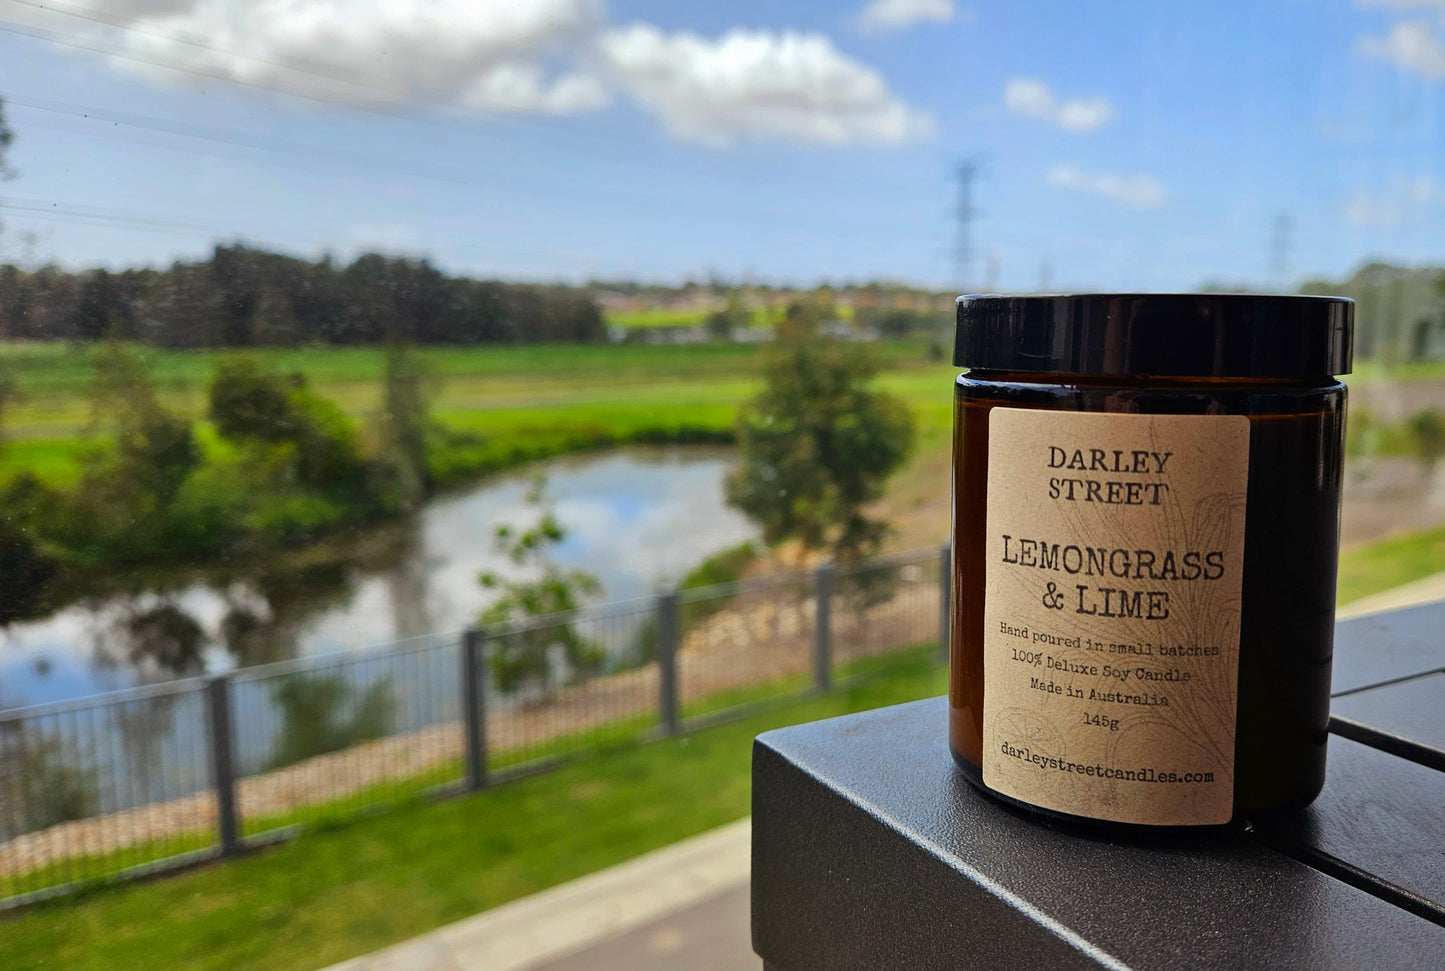 DARLEY
STREET
LEMONGRASS
& LIME
Hand poured in small batches
100% Deluxe Soy Candle
Made in Australia
145g
darleystreetcandles.com